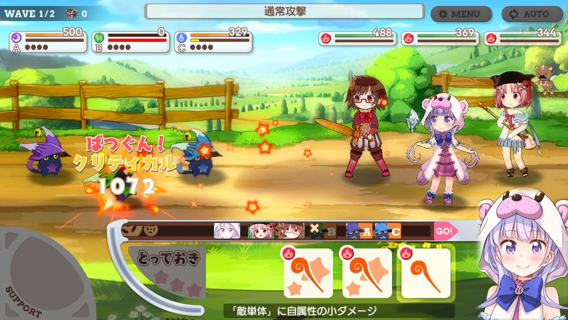 WAVE 1/2 0
通常攻撃
MENU
AUTO
500
0
329
488
369
344
A
B
C
ばつぐん!
クリティカル
1072
B
A
C
GO!
とっておき
SUPPORT
「敵単体」に自属性の小ダメージ